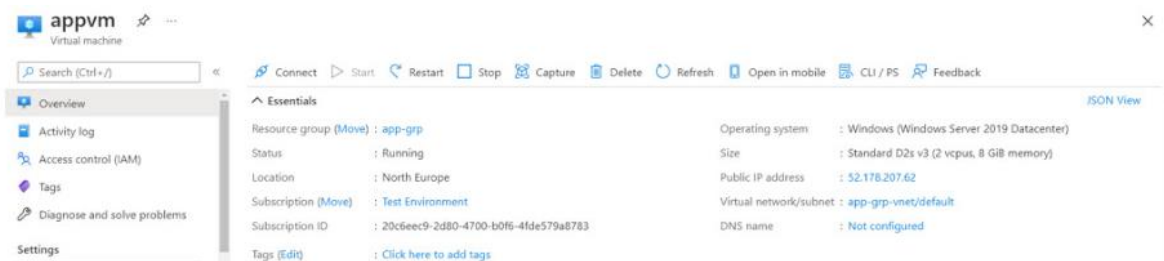 appvm
Virtual machine
Search (Ctrl+/)
Overview
Activity log
Access control (IAM)
Tags
Diagnose and solve problems
Settings
Connect Start Restart Stop Capture Delete Refresh Open in mobile CLI / PS Feedback
Essentials
JSON View
Resource group (Move) : app-grp
Status : Running
Location : North Europe
Subscription (Move) : Test Environment
Subscription ID : 20c6eec9-2d80-4700-b0f6-4fde579a8783
Tags (Edit) : Click here to add tags
Operating system : Windows (Windows Server 2019 Datacenter)
Size : Standard D2s v3 (2 vcpus, 8 GiB memory)
Public IP address : 52.178.207.62
Virtual network/subnet : app-grp-vnet/default
DNS name : Not configured